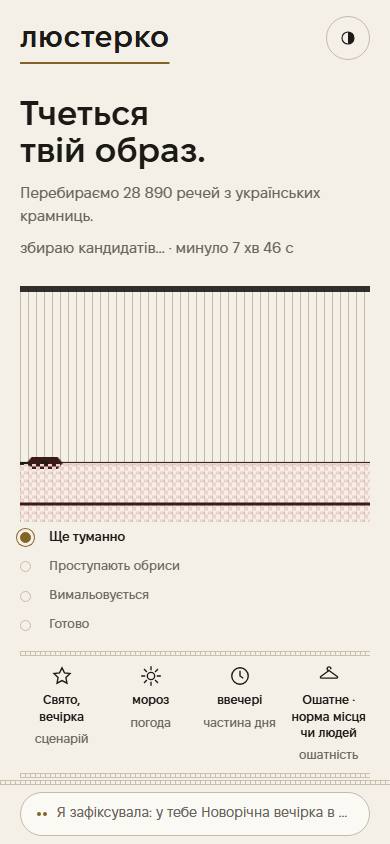 люстерко
Тчеться
твій образ.
Перебираємо 28 890 речей з українських
крамниць.
збираю кандидатів… · минуло 7 хв 46 с
Ще туманно
Проступають обриси
Вимальовується
Готово
Свято,
вечірка
сценарій
мороз
погода
ввечері
частина дня
Ошатне ·
норма місця
чи людей
ошатність
Я зафіксувала: у тебе Новорічна вечірка в …